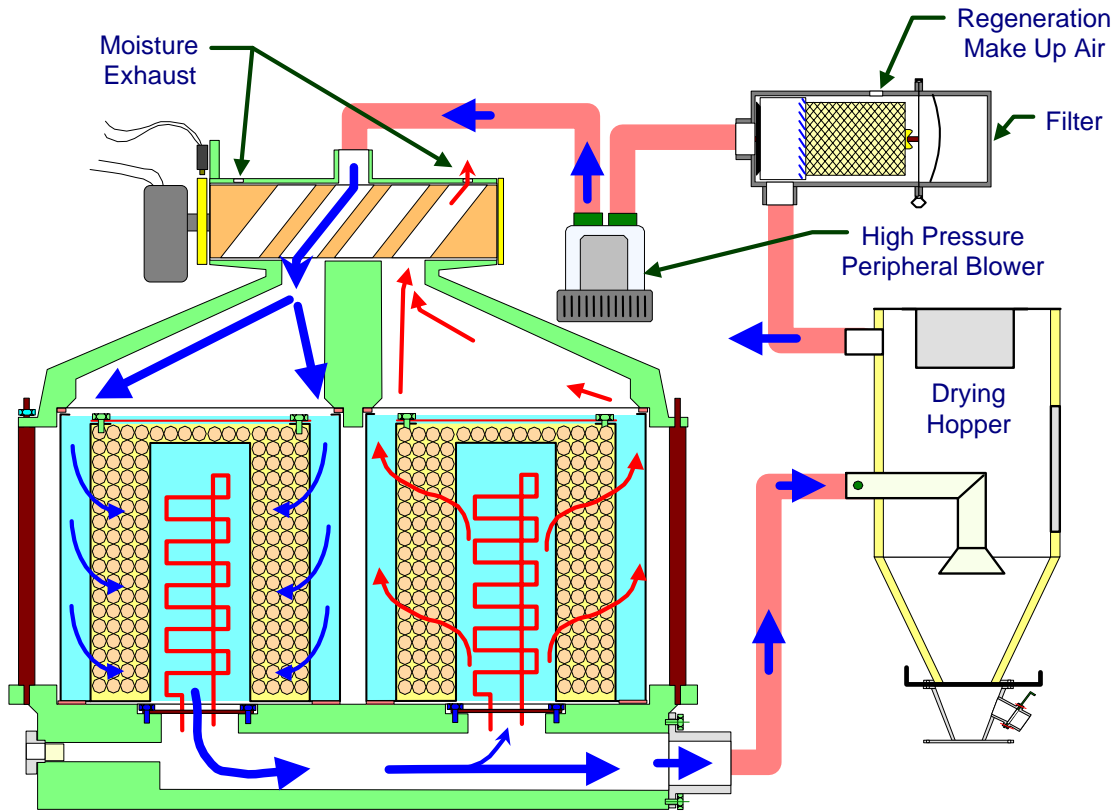 Moisture
Exhaust
Regeneration
Make Up Air
Filter
High Pressure
Peripheral Blower
Drying
Hopper